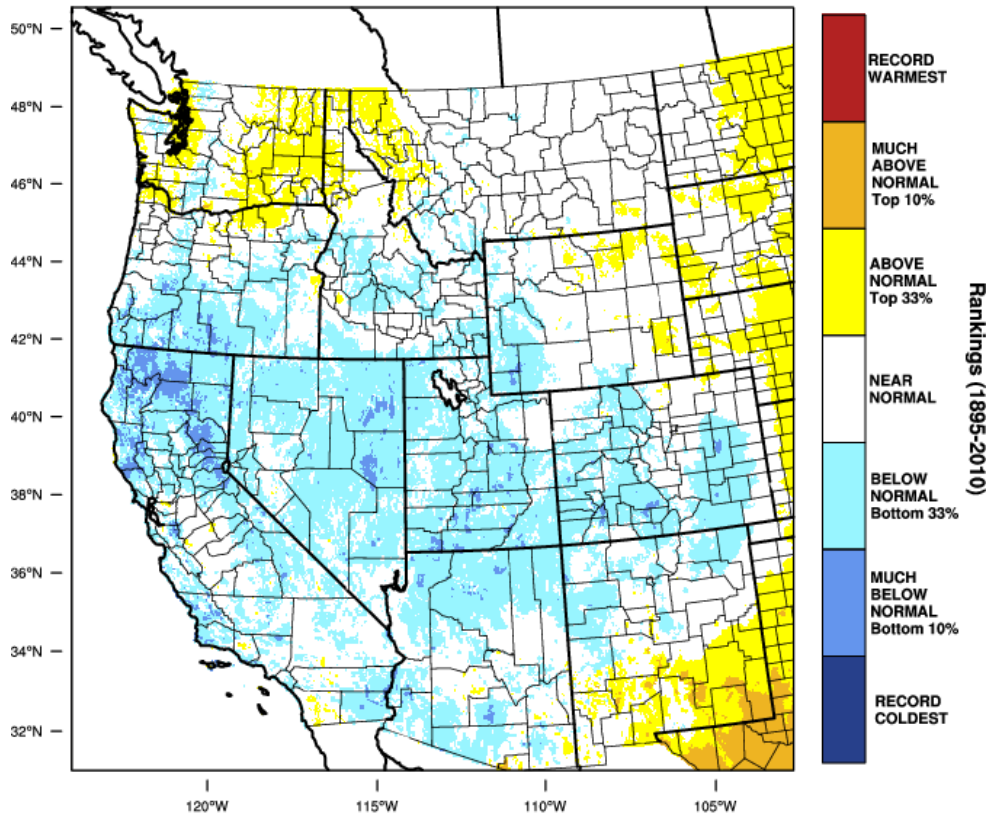 50°N
48°N
46°N
44°N
42°N
40°N
38°N
36°N
34°N
32°N
120°W
115°W
110°W
105°W
RECORD
WARMEST
MUCH
ABOVE
NORMAL
Top 10%
ABOVE
NORMAL
Top 33%
NEAR
NORMAL
BELOW
NORMAL
Bottom 33%
MUCH
BELOW
NORMAL
Bottom 10%
RECORD
COLDEST
Rankings (1895-2010)